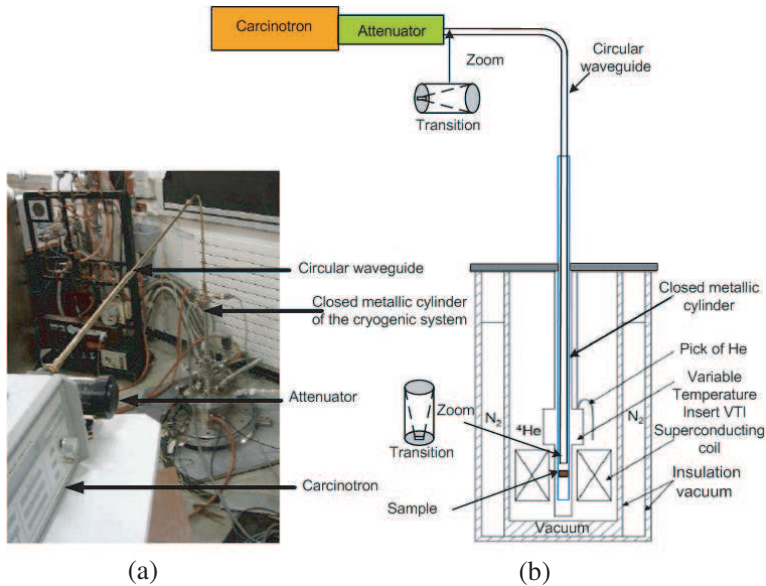 Carcinotron
Attenuator
Zoom
Transition
Circular
waveguide
Circular waveguide
Closed metallic cylinder
of the cryogenic system
Attenuator
Carcinotron
Closed metallic
cylinder
Pick of He
Variable
Temperature
Insert VTI
Superconducting
coil
Insulation
vacuum
Zoom
N2
4He
N2
Transition
Sample
Vacuum
(a)
(b)